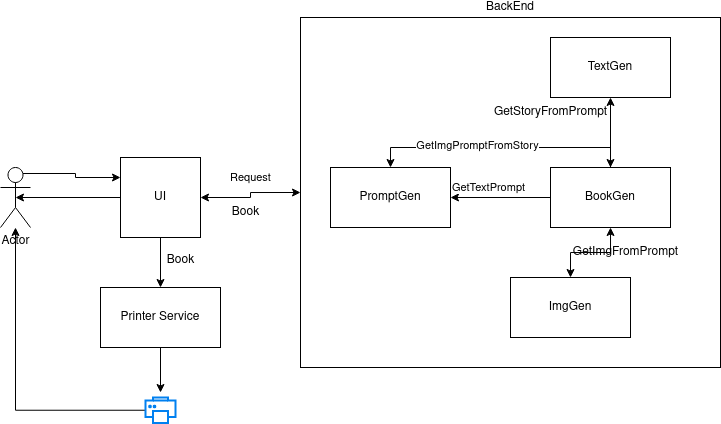 BackEnd
TextGen
GetStoryFromPrompt
GetImgPromptFromStory
Request
GetTextPrompt
UI
PromptGen
BookGen
Book
Actor
GetImgFromPrompt
Book
ImgGen
Printer Service